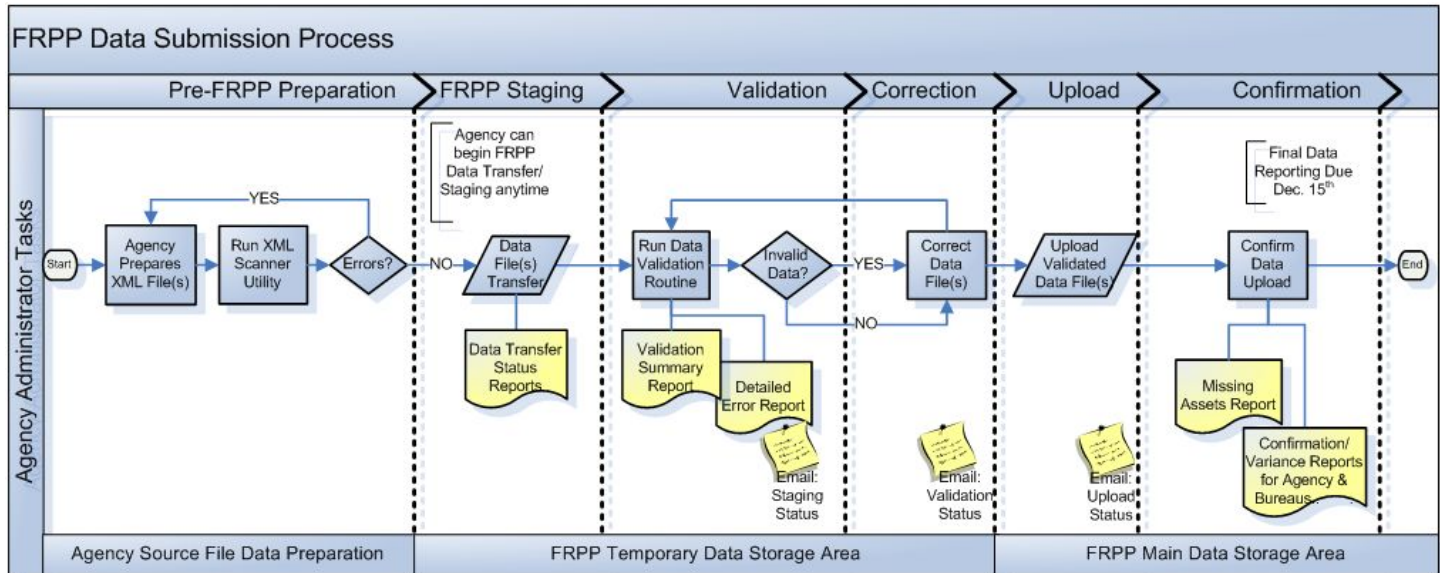 FRPP Data Submission Process
Pre-FRPP Preparation
FRPP Staging
Validation
Correction
Upload
Confirmation
Agency Administrator Tasks
Start
Agency
Prepares
XML File(s)
Run XML
Scanner
Utility
Errors?
YES
NO
Agency can
begin FRPP
Data Transfer/
Staging anytime
Data
File(s)
Transfer
Data Transfer
Status
Reports
Run Data
Validation
Routine
Invalid
Data?
YES
NO
Validation
Summary
Report
Detailed
Error Report
Email:
Staging
Status
Correct
Data
File(s)
Email:
Validation
Status
Upload
Validated
Data File(s)
Email:
Upload
Status
Final Data
Reporting Due
Dec. 15th
Confirm
Data
Upload
Missing
Assets Report
Confirmation/
Variance Reports
for Agency &
Bureaus..
End
Agency Source File Data Preparation
FRPP Temporary Data Storage Area
FRPP Main Data Storage Area